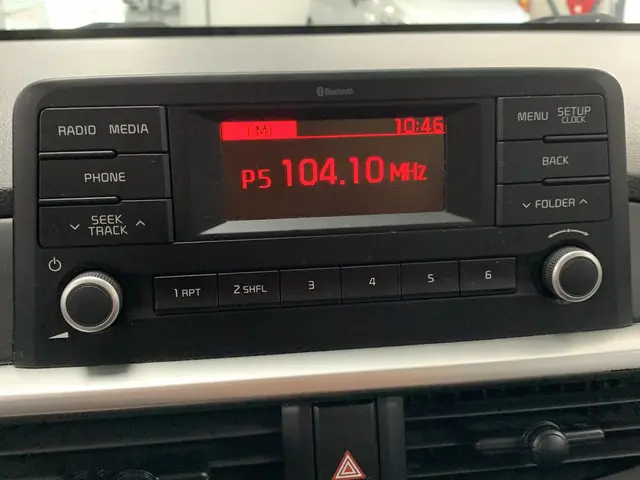 Bluetooth
RADIO MEDIA
FM1 10:46
MENU SETUP
CLOCK
PHONE
P5 104.10 MHz
BACK
SEEK
TRACK
FOLDER
1 RPT 2 SHFL 3 4 5 6